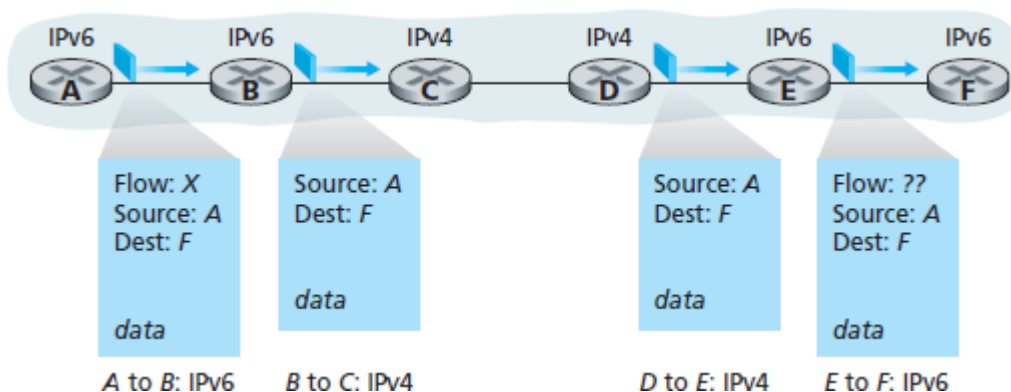 IPv6
IPv6
IPv4
IPv4
IPv6
IPv6
A
B
C
D
E
F
Flow: X
Source: A
Dest: F
data
Source: A
Dest: F
data
Source: A
Dest: F
data
Flow: ??
Source: A
Dest: F
data
A to B: IPv6
B to C: IPv4
D to E: IPv4
E to F: IPv6